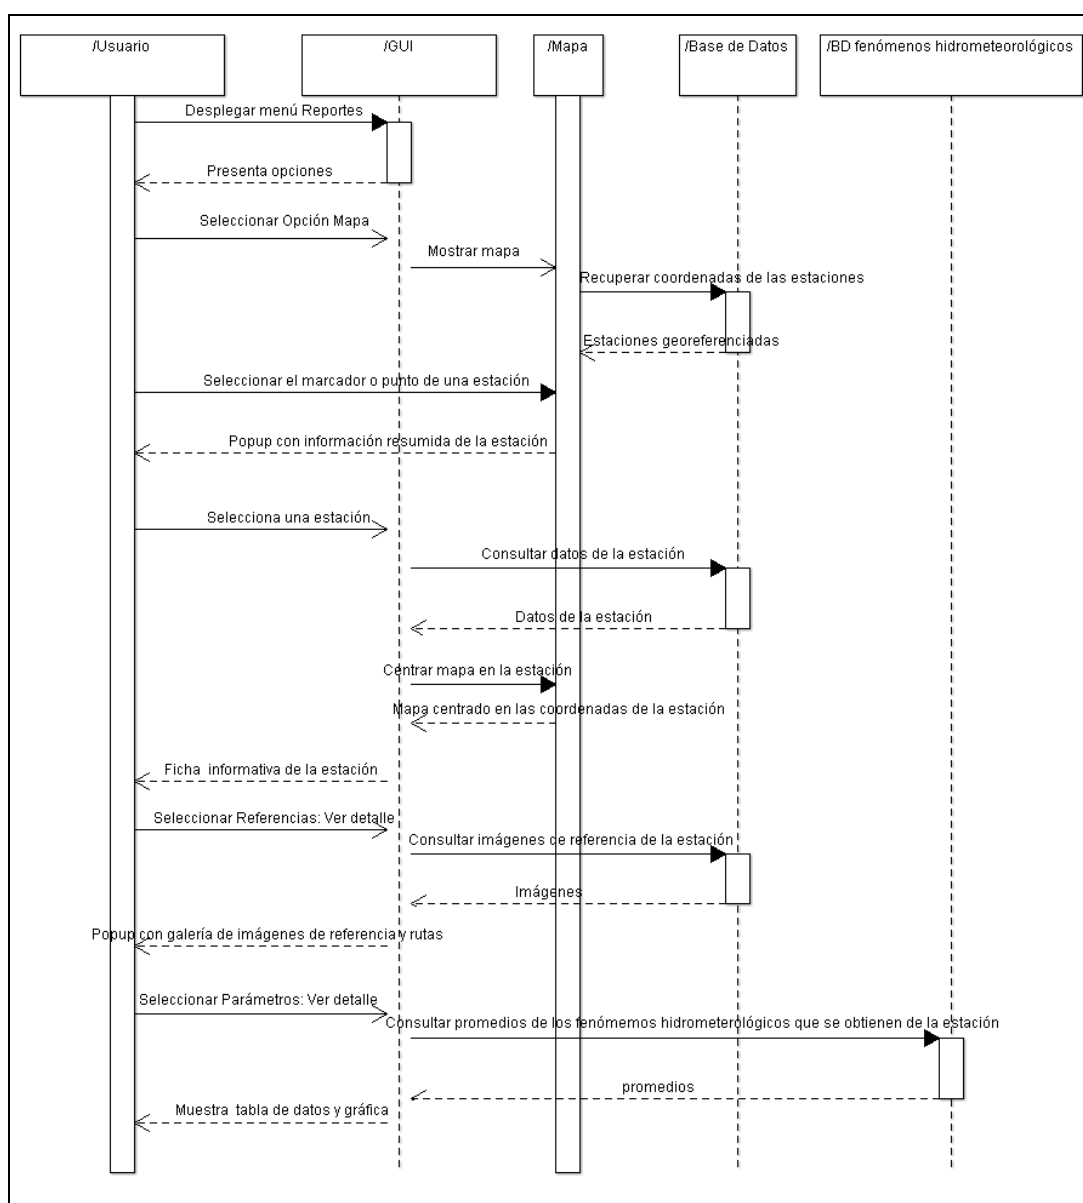 /Usuario
/GUI
/Mapa
/Base de Datos
/BD fenómenos hidrometeorológicos
Desplegar menú Reportes
Presenta opciones
Seleccionar Opción Mapa
Mostrar mapa
Recuperar coordenadas de las estaciones
Estaciones georeferenciadas
Seleccionar el marcador o punto de una estación
Popup con información resumida de la estación
Selecciona una estación
Consultar datos de la estación
Datos de la estación
Centrar mapa en la estación
Mapa centrado en las coordenadas de la estación
Ficha informativa de la estación
Seleccionar Referencias: Ver detalle
Consultar imágenes de referencia de la estación
Imágenes
Popup con galería de imágenes de referencia y rutas
Seleccionar Parámetros: Ver detalle
Consultar promedios de los fenómemos hidrometerológicos que se obtienen de la estación
promedios
Muestra tabla de datos y gráfica